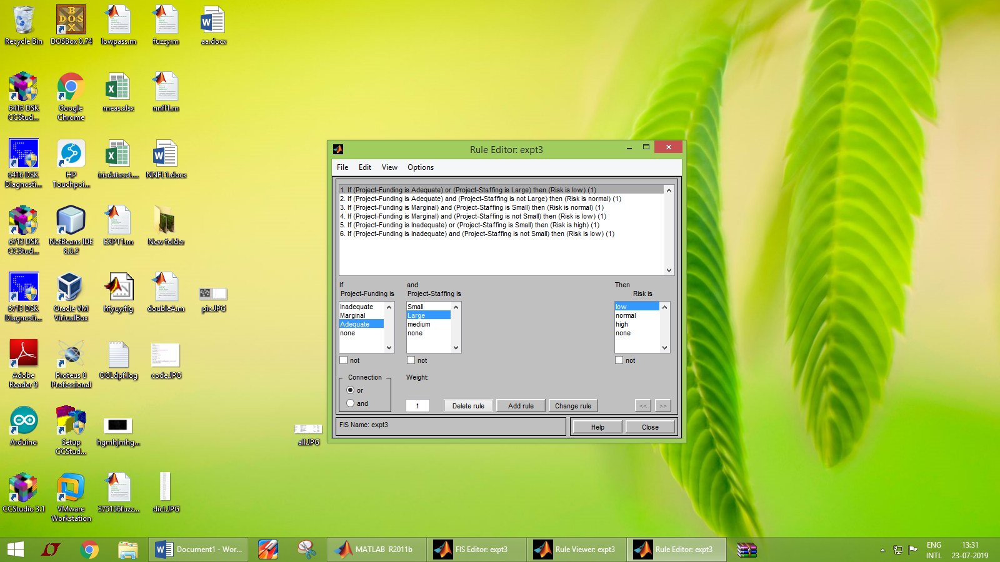 Recycle Bin
DOSBox 0.74
lowpass.m
fuzzy.m
aa.docx
6416 DSK CCStud...
Google Chrome
meas.xlsx
nnfl1.m
6416 DSK Diagnosti...
HP Touchpoi...
irisdataset....
NNFL1.docx
6713 DSK CCStud...
NetBeans IDE 8.0.2
EXPT1.m
New folder
6713 DSK Diagnosti...
Oracle VM VirtualBox
hfyuy.fig
doubleA.m
pic.JPG
Adobe Reader 9
Proteus 8 Professional
OGLdpf.log
code.JPG
Arduino
Setup CCStud...
hgmhjmhg...
all.JPG
CCStudio 3.1
VMware Workstation
375156fuzz...
dict.JPG
Rule Editor: expt3
File Edit View Options
1. If (Project-Funding is Adequate) or (Project-Staffing is Large) then (Risk is low) (1)
2. If (Project-Funding is Adequate) and (Project-Staffing is not Large) then (Risk is normal) (1)
3. If (Project-Funding is Marginal) and (Project-Staffing is Small) then (Risk is normal) (1)
4. If (Project-Funding is Marginal) and (Project-Staffing is not Small) then (Risk is low) (1)
5. If (Project-Funding is Inadequate) or (Project-Staffing is Small) then (Risk is high) (1)
6. If (Project-Funding is Inadequate) and (Project-Staffing is not Small) then (Risk is low) (1)
If and Then
Project-Funding is Project-Staffing is Risk is
Inadequate Small low
Marginal Large normal
Adequate medium high
none none none
not not not
Connection Weight:
or
and
1 Delete rule Add rule Change rule << >>
FIS Name: expt3 Help Close
Document1 - Wor...
MATLAB R2011b
FIS Editor: expt3
Rule Viewer: expt3
Rule Editor: expt3
ENG 13:31
INTL 23-07-2019